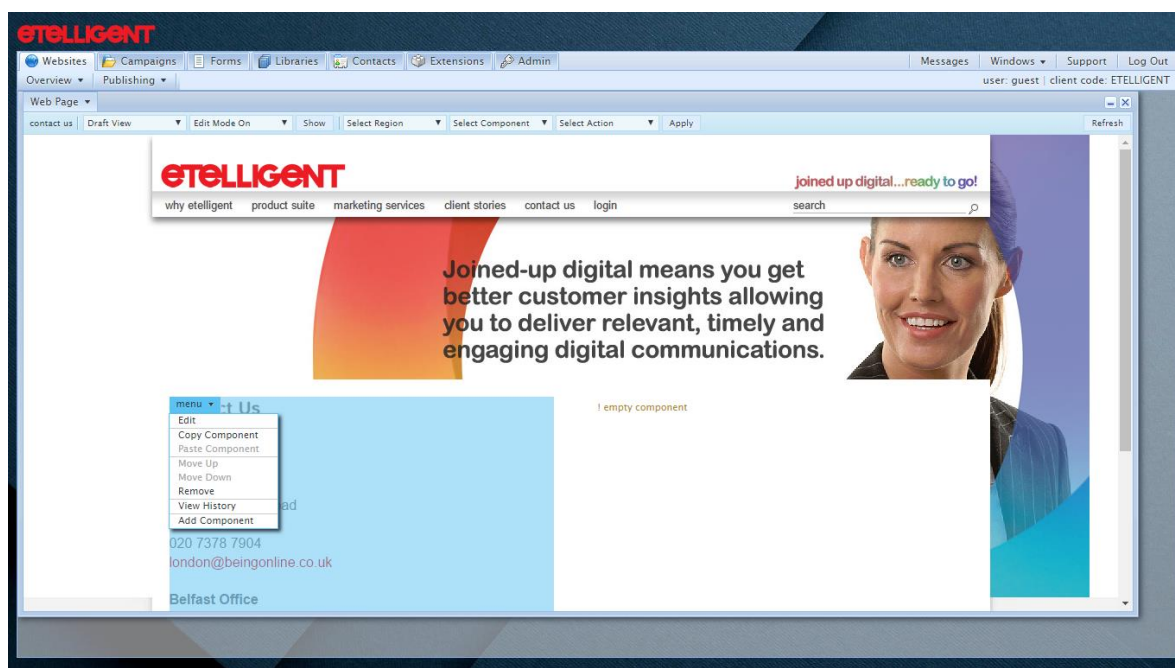 eTELLIGENT
Websites Campaigns Forms Libraries Contacts Extensions Admin Messages Windows Support Log Out
Overview Publishing user: guest | client code: ETELLIGENT
Web Page
contact us Draft View Edit Mode On Show Select Region Select Component Select Action Apply Refresh
eTELLIGeNT
joined up digital...ready to go!
why etelligent product suite marketing services client stories contact us login search
Joined-up digital means you get
better customer insights allowing
you to deliver relevant, timely and
engaging digital communications.
menu ct Us
! empty component
Edit
Copy Component
Paste Component
Move Up
Move Down
Remove
View History
ad
Add Component
020 7378 7904
london@beingonline.co.uk
Belfast Office